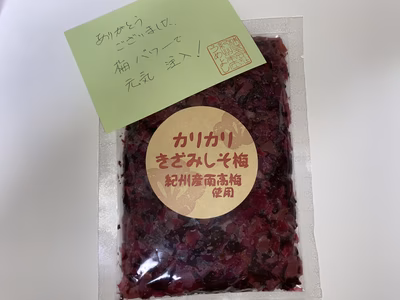 ありがとう
ございました。
梅パワーで
元気注入!
カリカリ
きざみしそ梅
紀州産南高梅
使用